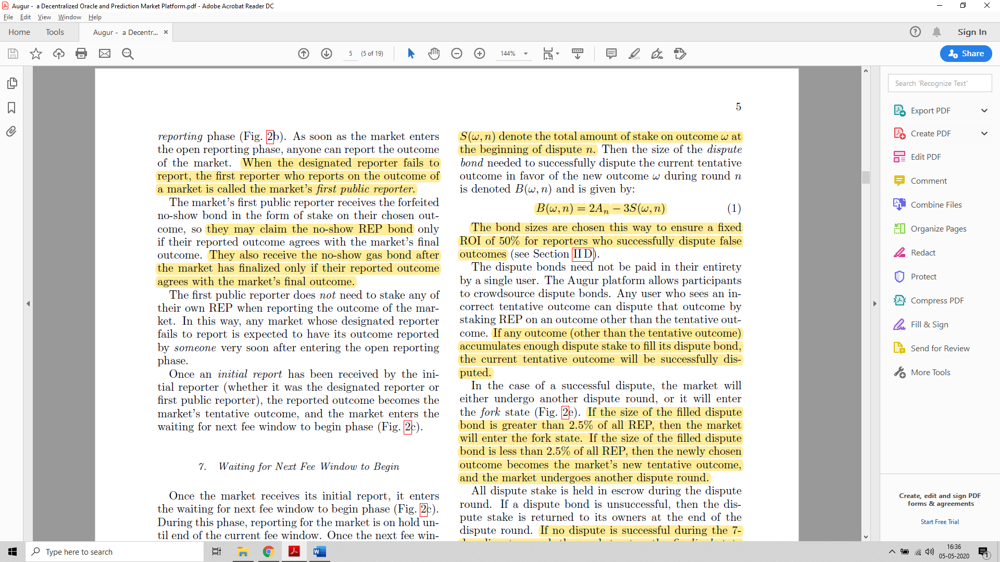 Augur - a Decentralized Oracle and Prediction Market Platform.pdf - Adobe Acrobat Reader DC
File Edit View Window Help
Home Tools Augur - a Decentr... × Sign In
5 (5 of 19) 144% Share
5
reporting phase (Fig. 2b). As soon as the market enters
the open reporting phase, anyone can report the outcome
of the market. When the designated reporter fails to
report, the first reporter who reports on the outcome of
a market is called the market's first public reporter.
The market's first public reporter receives the forfeited
no-show bond in the form of stake on their chosen out-
come, so they may claim the no-show REP bond only
if their reported outcome agrees with the market's final
outcome. They also receive the no-show gas bond after
the market has finalized only if their reported outcome
agrees with the market's final outcome.
The first public reporter does not need to stake any of
their own REP when reporting the outcome of the mar-
ket. In this way, any market whose designated reporter
fails to report is expected to have its outcome reported
by someone very soon after entering the open reporting
phase.
Once an initial report has been received by the ini-
tial reporter (whether it was the designated reporter or
first public reporter), the reported outcome becomes the
market's tentative outcome, and the market enters the
waiting for next fee window to begin phase (Fig. 2c).
7. Waiting for Next Fee Window to Begin
Once the market receives its initial report, it enters
the waiting for next fee window to begin phase (Fig. 2c).
During this phase, reporting for the market is on hold un-
til end of the current fee window. Once the next fee win-
S(ω, n) denote the total amount of stake on outcome ω at
the beginning of dispute n. Then the size of the dispute
bond needed to successfully dispute the current tentative
outcome in favor of the new outcome ω during round n
is denoted B(ω, n) and is given by:
B(ω, n) = 2Aₙ − 3S(ω, n) (1)
The bond sizes are chosen this way to ensure a fixed
ROI of 50% for reporters who successfully dispute false
outcomes (see Section II D).
The dispute bonds need not be paid in their entirety
by a single user. The Augur platform allows participants
to crowdsource dispute bonds. Any user who sees an in-
correct tentative outcome can dispute that outcome by
staking REP on an outcome other than the tentative out-
come. If any outcome (other than the tentative outcome)
accumulates enough dispute stake to fill its dispute bond,
the current tentative outcome will be successfully dis-
puted.
In the case of a successful dispute, the market will
either undergo another dispute round, or it will enter
the fork state (Fig. 2e). If the size of the filled dispute
bond is greater than 2.5% of all REP, then the market
will enter the fork state. If the size of the filled dispute
bond is less than 2.5% of all REP, then the newly chosen
outcome becomes the market's new tentative outcome,
and the market undergoes another dispute round.
All dispute stake is held in escrow during the dispute
round. If a dispute bond is unsuccessful, then the dis-
pute stake is returned to its owners at the end of the
dispute round. If no dispute is successful during the 7-
Search 'Recognize Text'
Export PDF
Create PDF
Edit PDF
Comment
Combine Files
Organize Pages
Redact
Protect
Compress PDF
Fill & Sign
Send for Review
More Tools
Create, edit and sign PDF
forms & agreements
Start Free Trial
Type here to search
16:36
05-05-2020
1